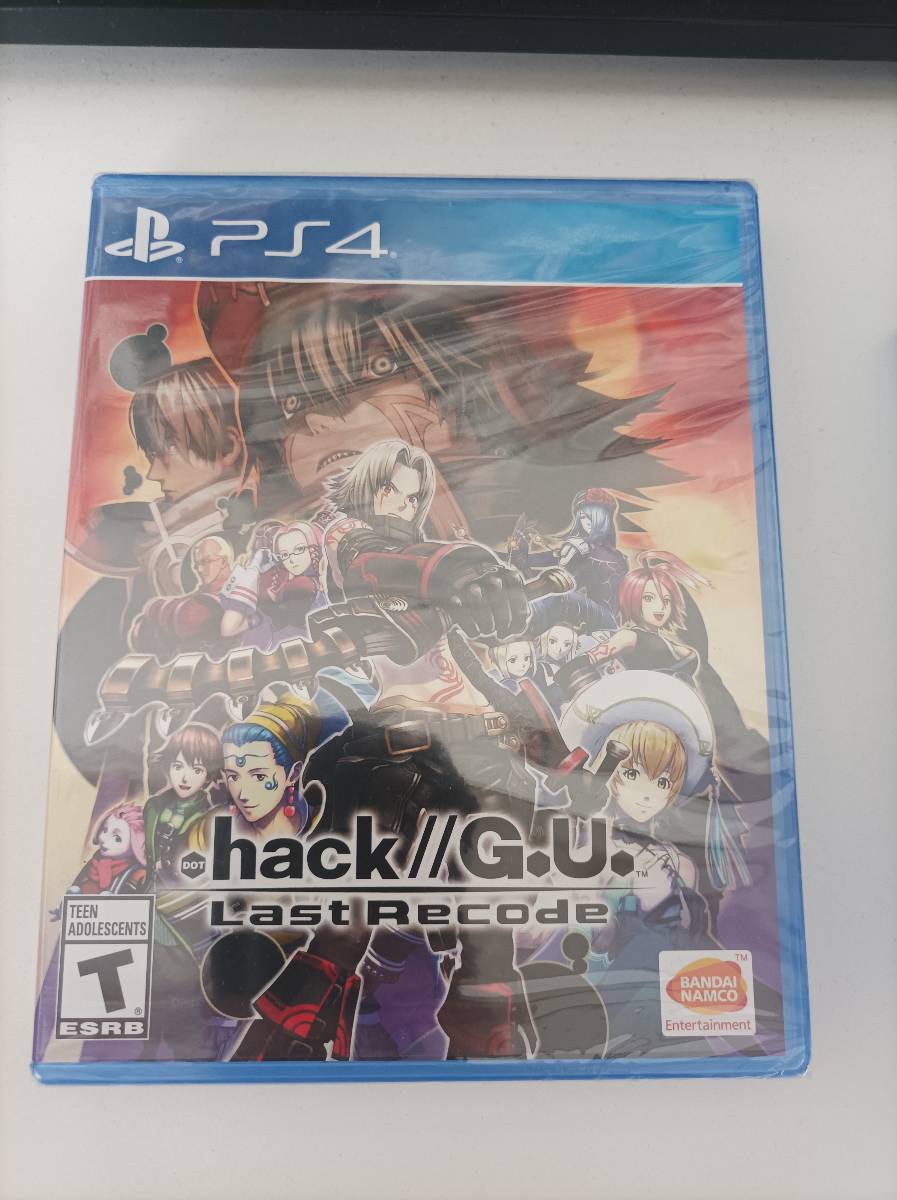 PS4
DOT .hack//G.U.™
Last Recode
TEEN
ADOLESCENTS
T
®
ESRB
BANDAI
NAMCO
™
Entertainment